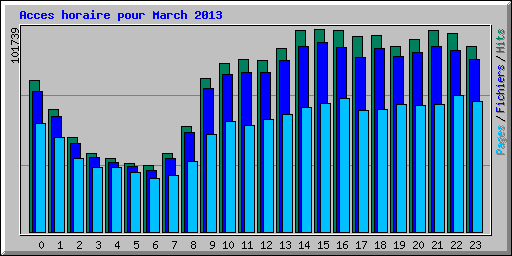 Acces horaire pour March 2013
101739
Pages / Fichiers / Hits
0 1 2 3 4 5 6 7 8 9 10 11 12 13 14 15 16 17 18 19 20 21 22 23